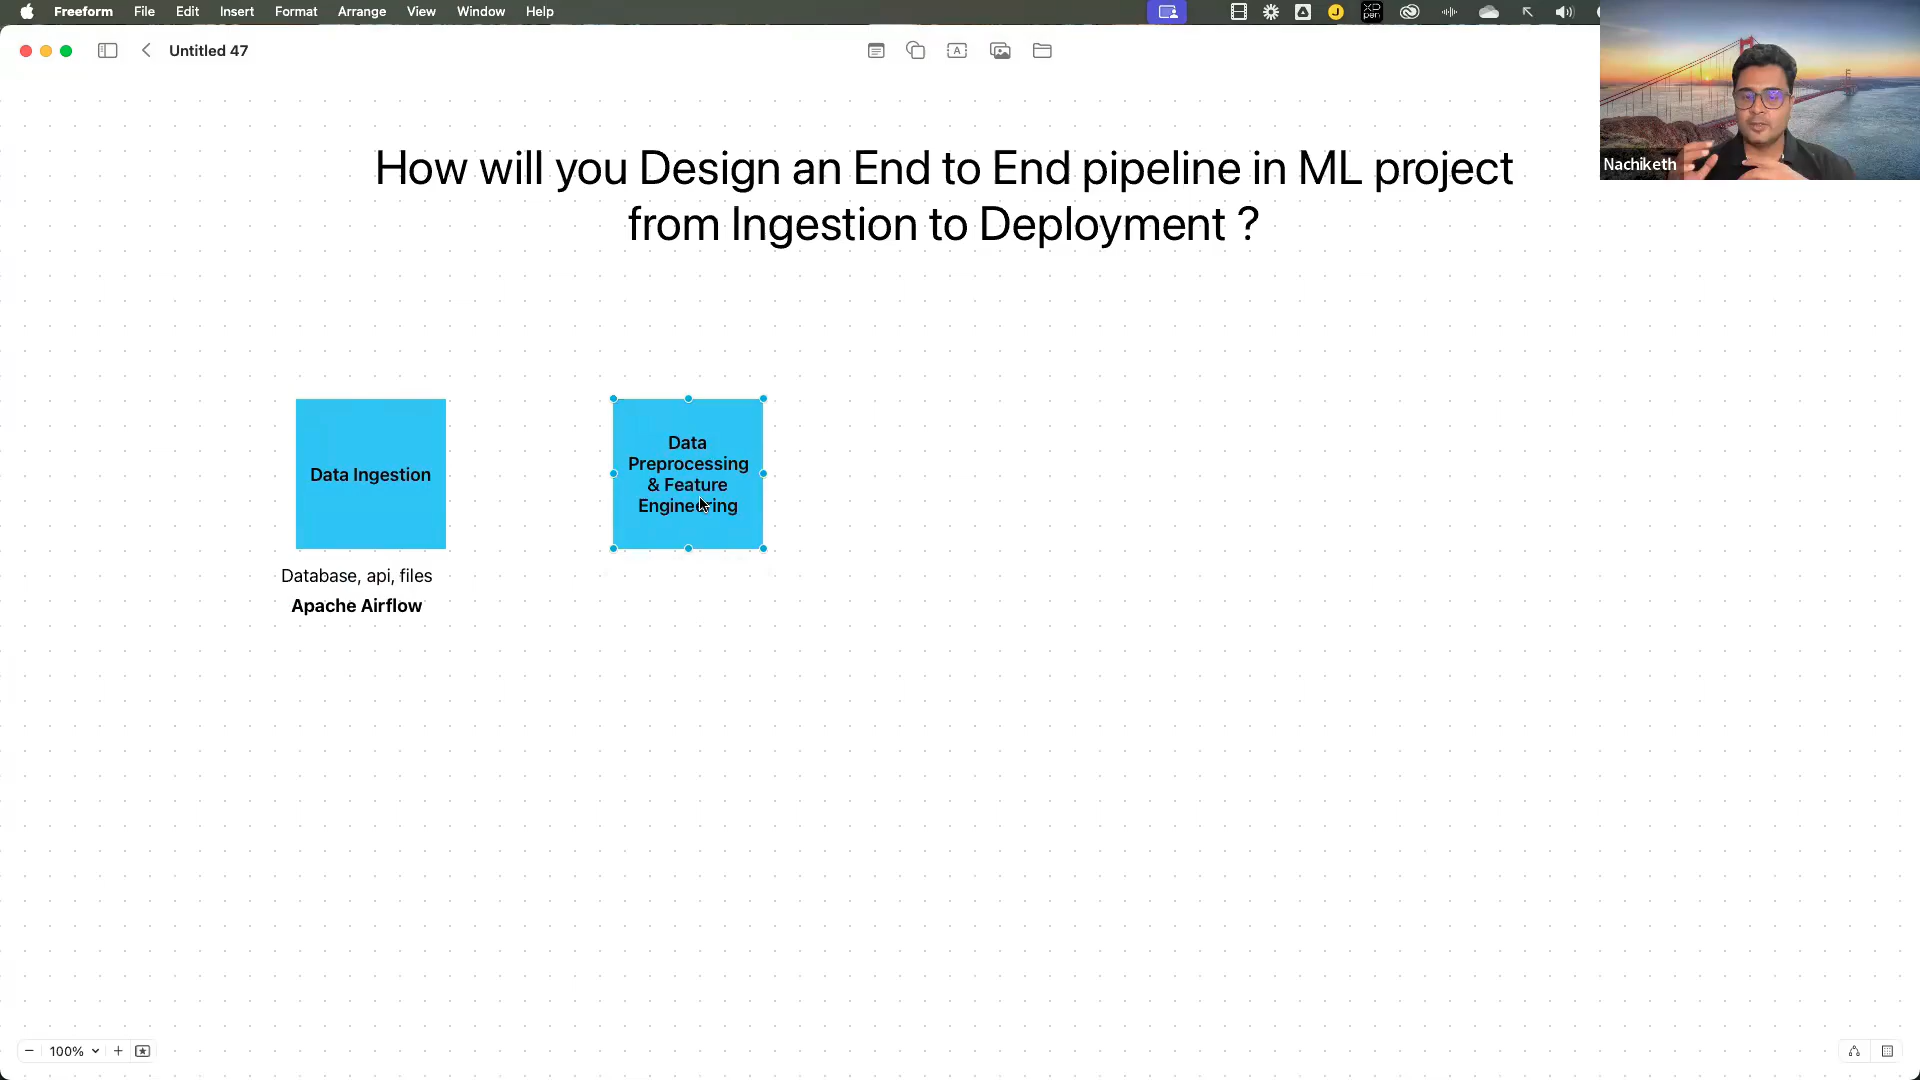 Freeform File Edit Insert Format Arrange View Window Help
Untitled 47
Nachiketh
How will you Design an End to End pipeline in ML project
from Ingestion to Deployment ?
Data Ingestion
Data
Preprocessing
& Feature
Engineering
Database, api, files
Apache Airflow
100%